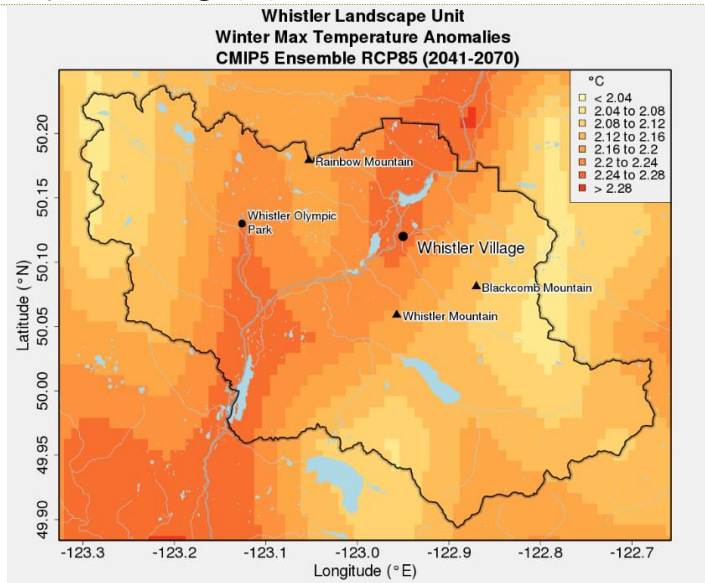 Whistler Landscape Unit
Winter Max Temperature Anomalies
CMIP5 Ensemble RCP85 (2041-2070)
°C
< 2.04
2.04 to 2.08
2.08 to 2.12
2.12 to 2.16
2.16 to 2.2
2.2 to 2.24
2.24 to 2.28
> 2.28
Rainbow Mountain
Whistler Olympic
Park
Whistler Village
Blackcomb Mountain
Whistler Mountain
Latitude (°N)
50.20
50.15
50.10
50.05
50.00
49.95
49.90
-123.3
-123.2
-123.1
-123.0
-122.9
-122.8
-122.7
Longitude (°E)